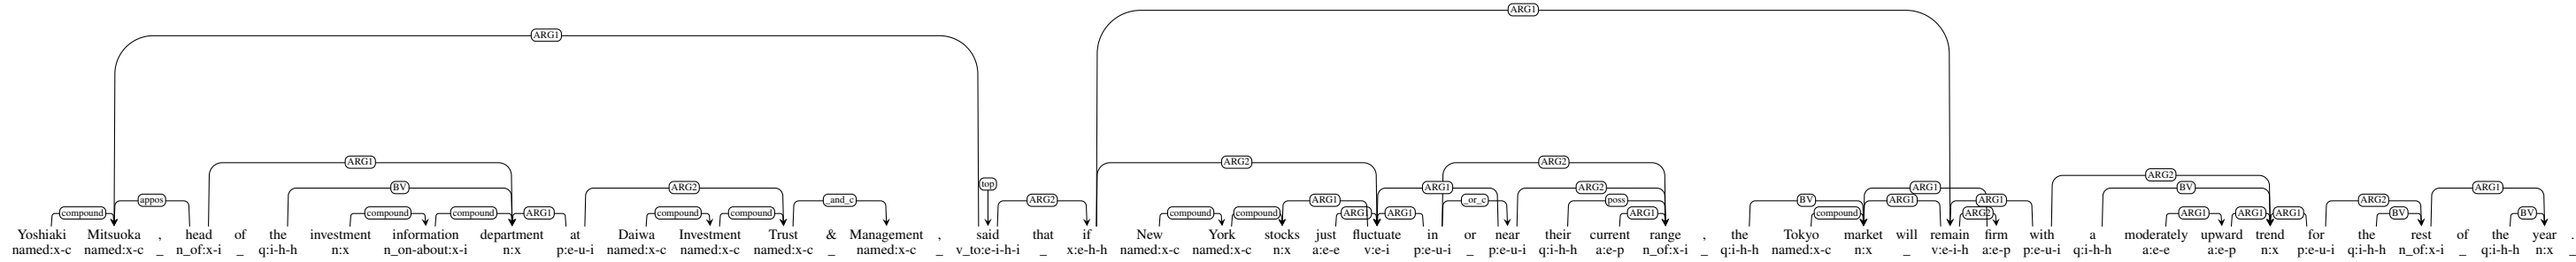 ARG1
ARG1
ARG1 ARG2 ARG2
ARG2
BV ARG2 top ARG1 ARG2 ARG1 BV ARG2 ARG1
appos _and_c ARG2 ARG1 _or_c poss BV ARG1 ARG1
compound compound compound ARG1 compound compound compound compound ARG1 ARG1 ARG1 compound ARG2 ARG1 ARG1 ARG1 BV BV
Yoshiaki Mitsuoka , head of the investment information department at Daiwa Investment Trust & Management , said that if New York stocks just fluctuate in or near their current range , the Tokyo market will remain firm with a moderately upward trend for the rest of the year .
named:x-c named:x-c _ n_of:x-i _ q:i-h-h n:x n_on-about:x-i n:x p:e-u-i named:x-c named:x-c named:x-c _ named:x-c _ v_to:e-i-h-i _ x:e-h-h named:x-c named:x-c n:x a:e-e v:e-i p:e-u-i _ p:e-u-i q:i-h-h a:e-p n_of:x-i _ q:i-h-h named:x-c n:x _ v:e-i-h a:e-p p:e-u-i q:i-h-h a:e-e a:e-p n:x p:e-u-i q:i-h-h n_of:x-i _ q:i-h-h n:x _